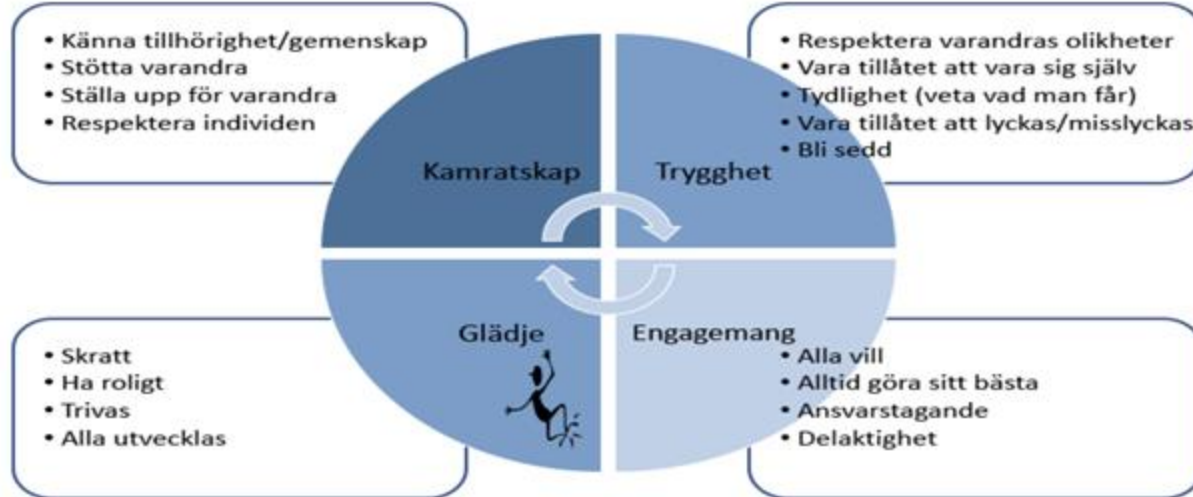 • Känna tillhörighet/gemenskap
• Stötta varandra
• Ställa upp för varandra
• Respektera individen
Kamratskap
• Respektera varandras olikheter
• Vara tillåtet att vara sig själv
• Tydlighet (veta vad man får)
• Vara tillåtet att lyckas/misslyckas
• Bli sedd
Trygghet
Glädje
• Skratt
• Ha roligt
• Trivas
• Alla utvecklas
Engagemang
• Alla vill
• Alltid göra sitt bästa
• Ansvarstagande
• Delaktighet